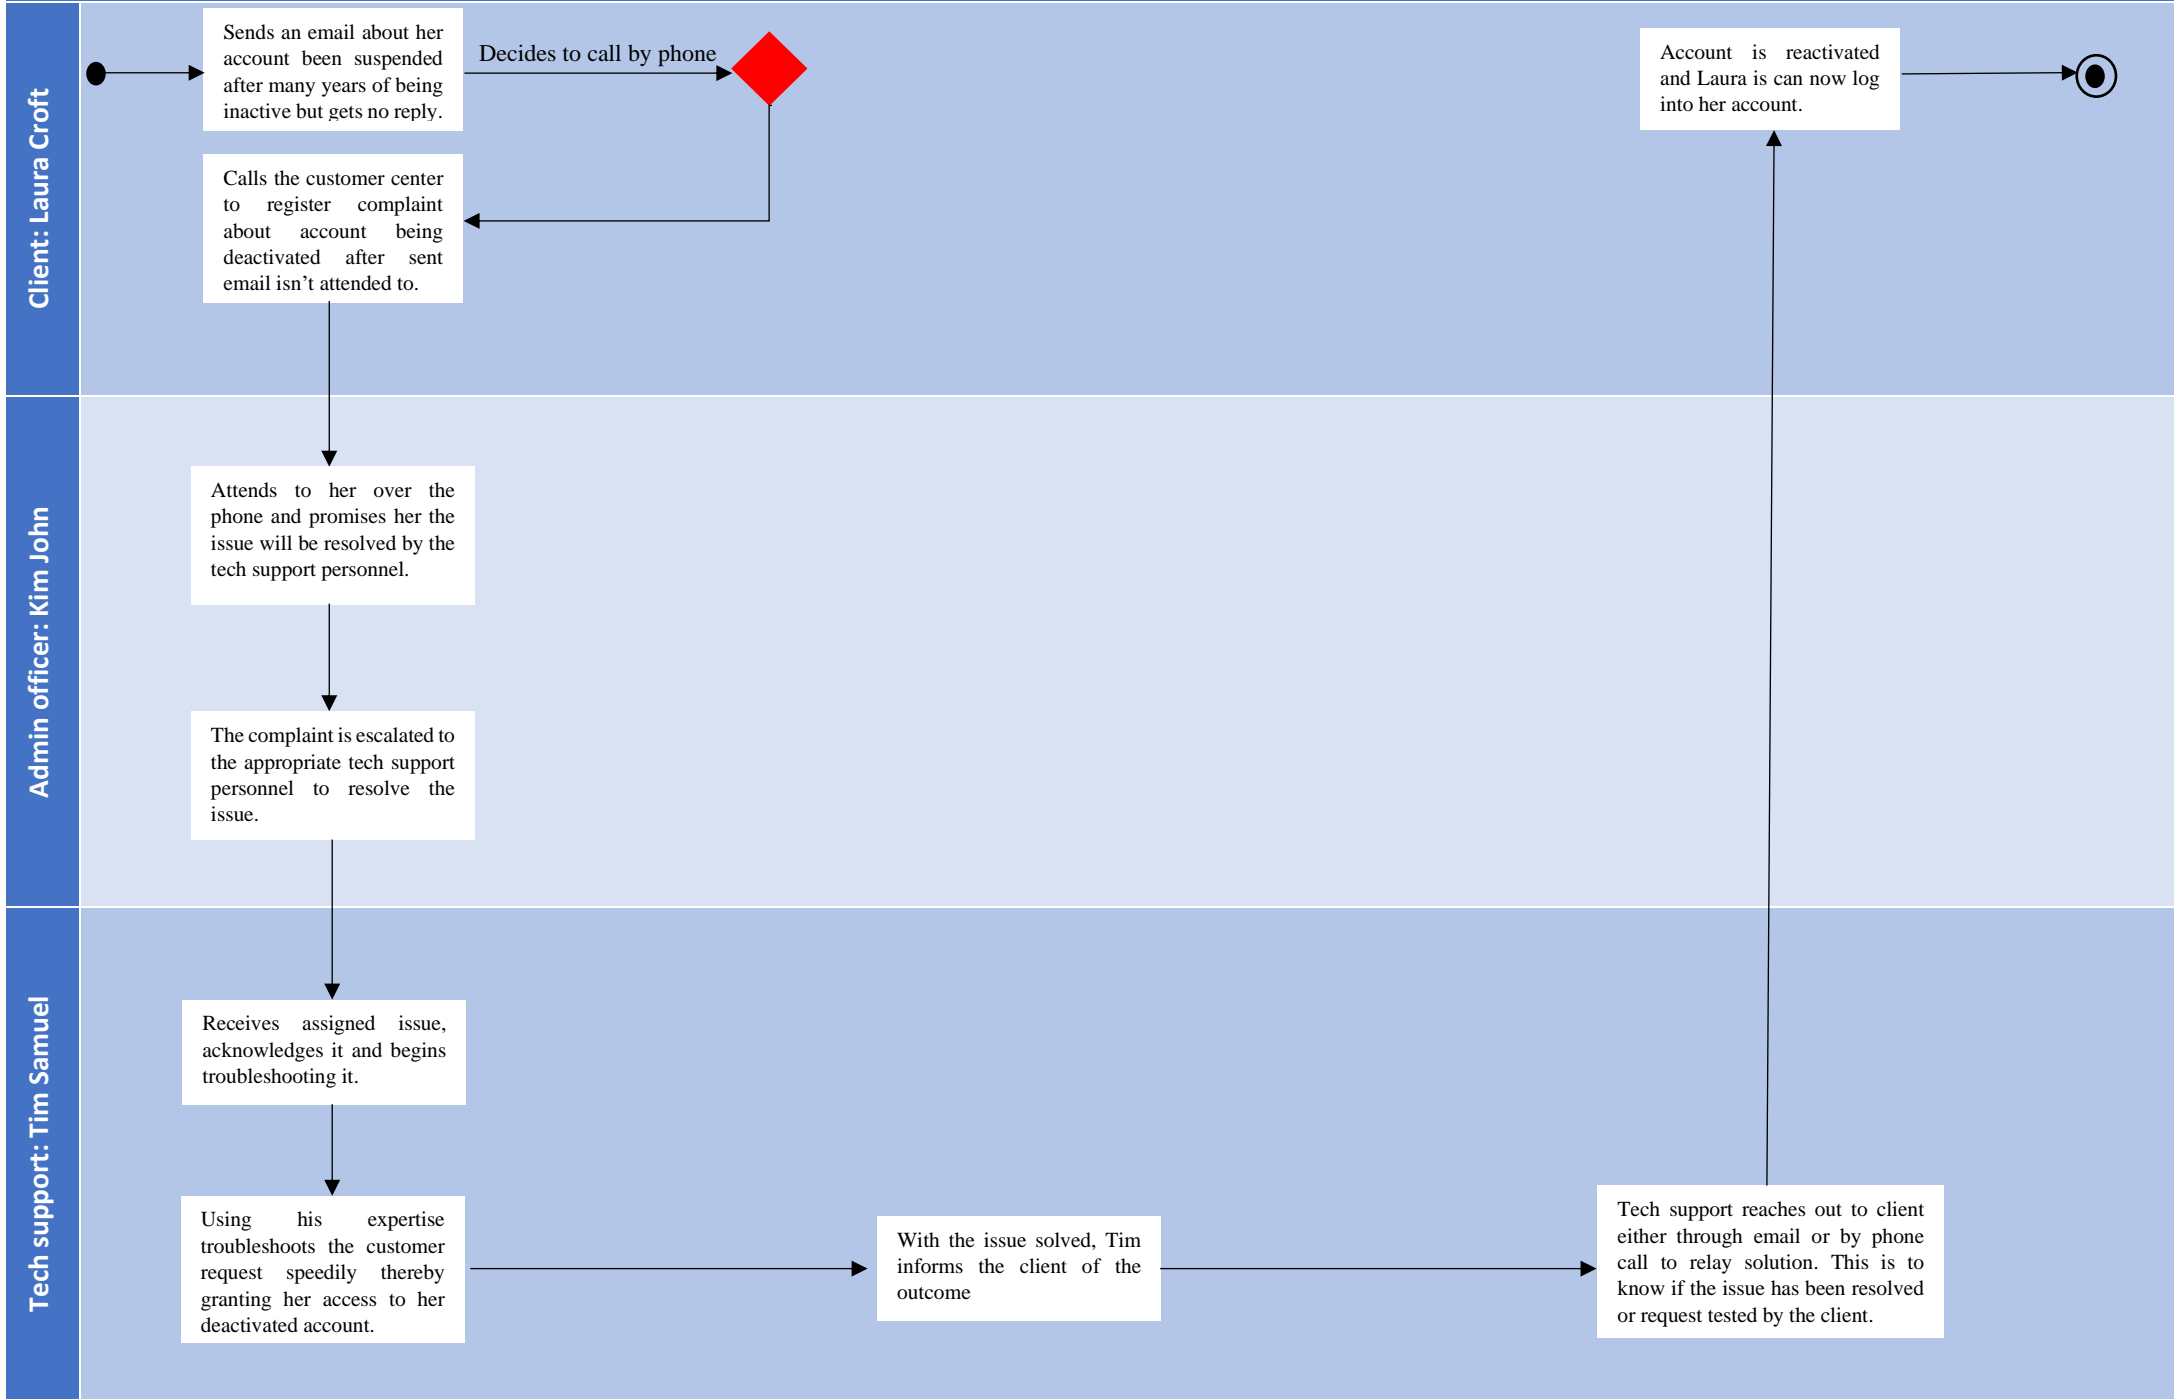 Client: Laura Croft
Sends an email about her
account been suspended
after many years of being
inactive but gets no reply.
Decides to call by phone
Account is reactivated
and Laura is can now log
into her account.
Calls the customer center
to register complaint
about account being
deactivated after sent
email isn’t attended to.
Admin officer: Kim John
Attends to her over the
phone and promises her the
issue will be resolved by the
tech support personnel.
The complaint is escalated to
the appropriate tech support
personnel to resolve the
issue.
Tech support: Tim Samuel
Receives assigned issue,
acknowledges it and begins
troubleshooting it.
Using his expertise
troubleshoots the customer
request speedily thereby
granting her access to her
deactivated account.
With the issue solved, Tim
informs the client of the
outcome
Tech support reaches out to client
either through email or by phone
call to relay solution. This is to
know if the issue has been resolved
or request tested by the client.